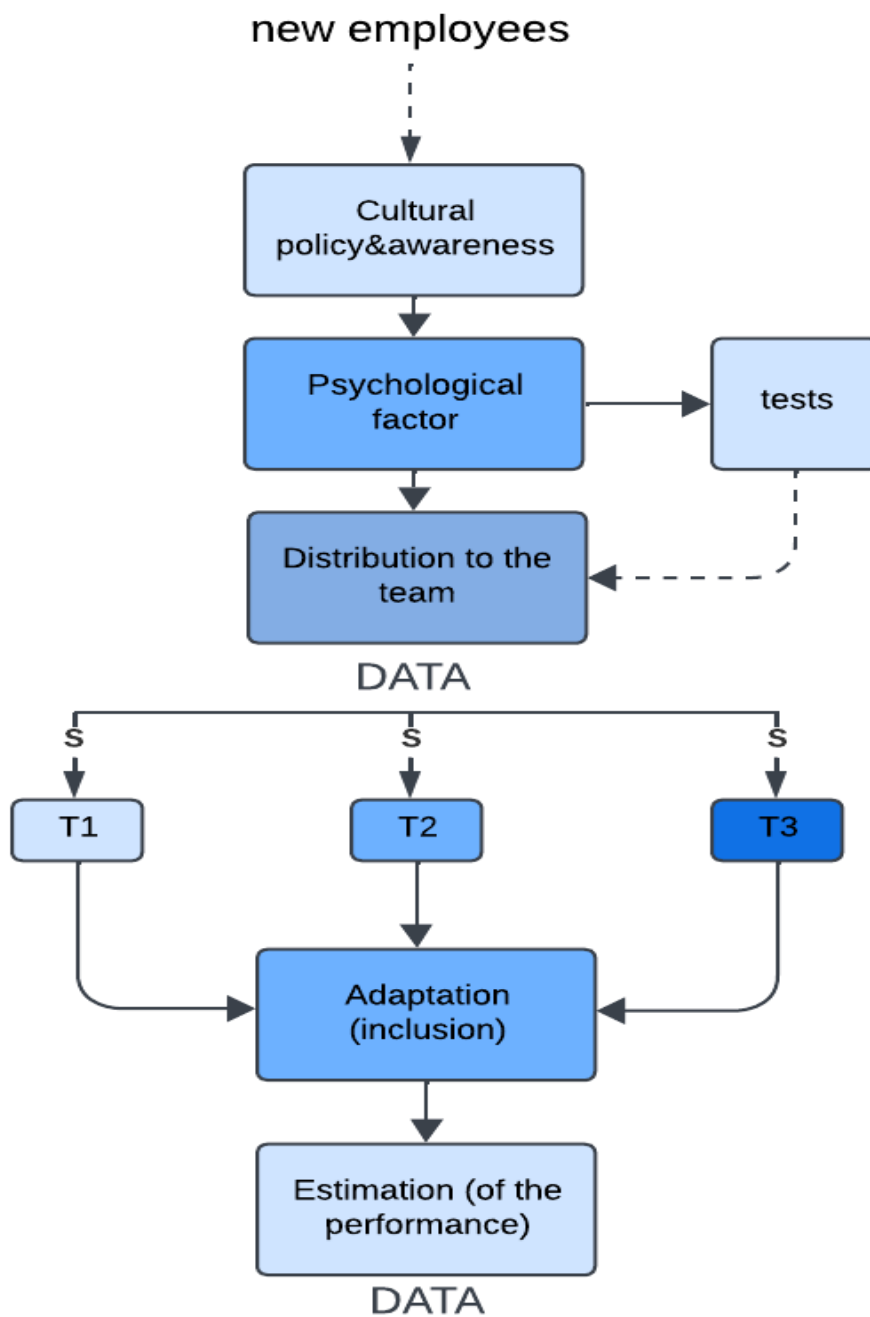 new employees
Cultural
policy&awareness
Psychological
factor
tests
Distribution to the
team
DATA
s
s
s
T1
T2
T3
Adaptation
(inclusion)
Estimation (of the
performance)
DATA